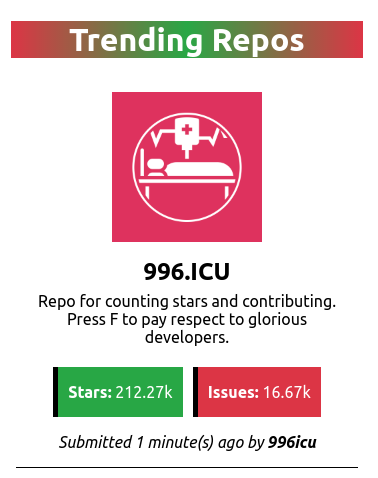 Trending Repos
996.ICU
Repo for counting stars and contributing.
Press F to pay respect to glorious
developers.
Stars: 212.27k
Issues: 16.67k
Submitted 1 minute(s) ago by 996icu